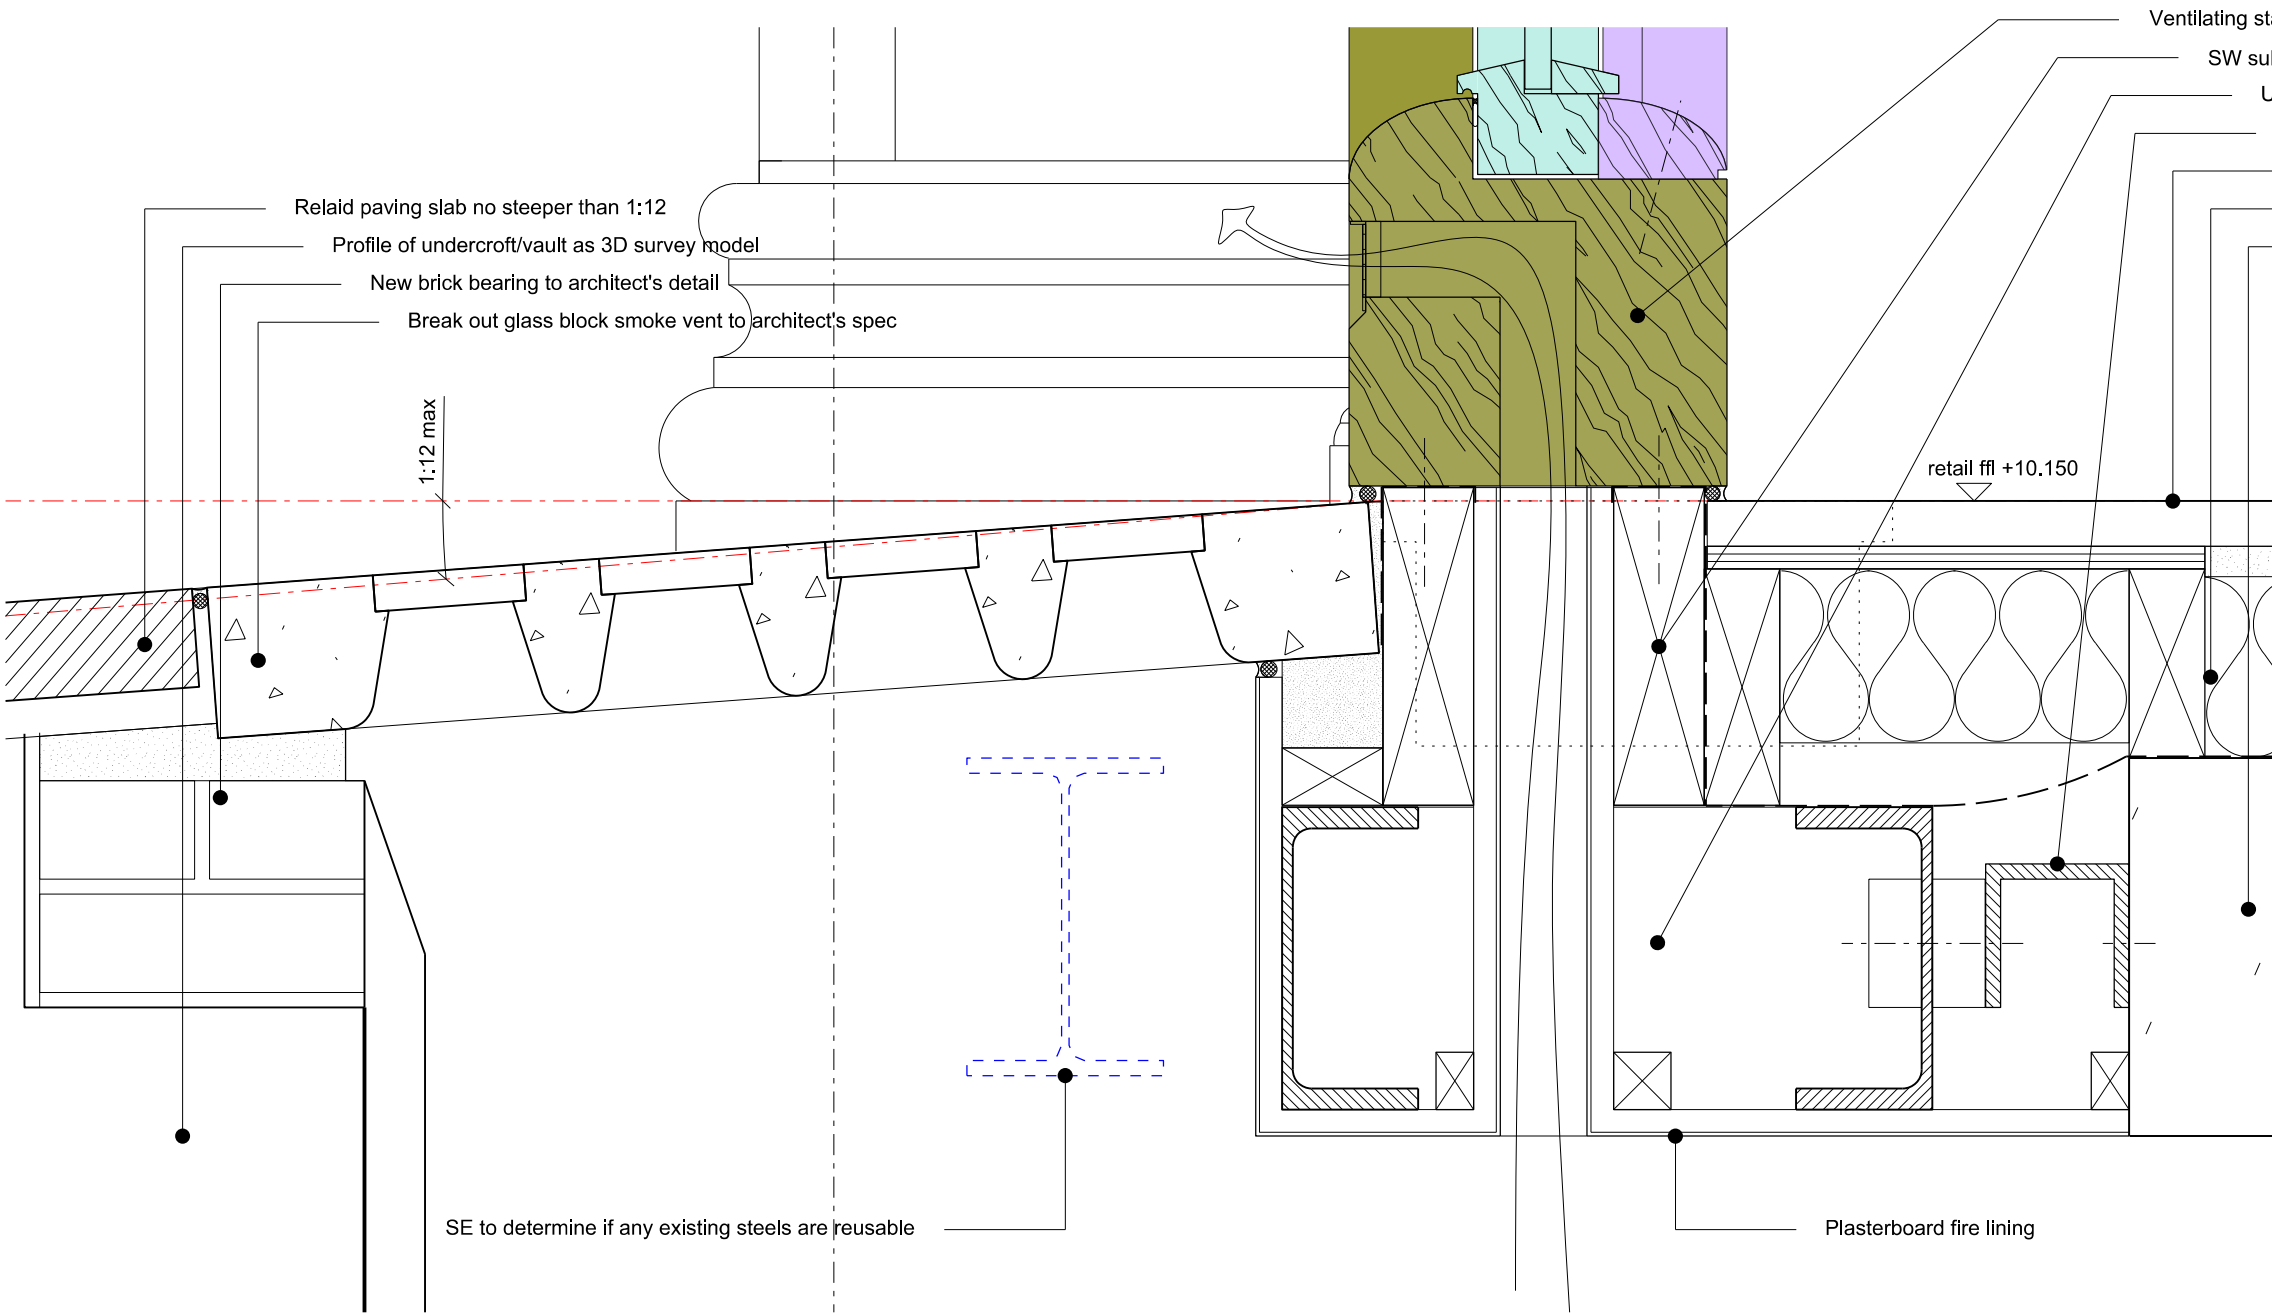 Ventilating
SW
Relaid paving slab no steeper than 1:12
Profile of undercroft/vault as 3D survey model
New brick bearing to architect's detail
Break out glass block smoke vent to architect's spec
1:12 max
retail ffl +10.150
SE to determine if any existing steels are reusable
Plasterboard fire lining